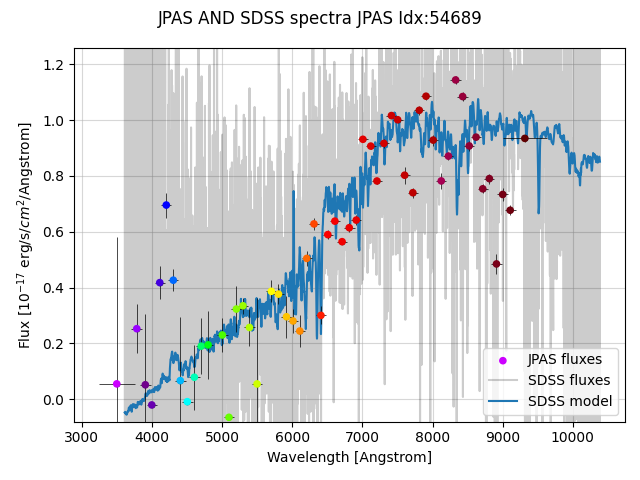 JPAS AND SDSS spectra JPAS Idx:54689
1.2
1.0
0.8
0.6
0.4
0.2
0.0
Flux [10⁻¹⁷ erg/s/cm²/Angstrom]
JPAS fluxes
SDSS fluxes
SDSS model
3000 4000 5000 6000 7000 8000 9000 10000
Wavelength [Angstrom]